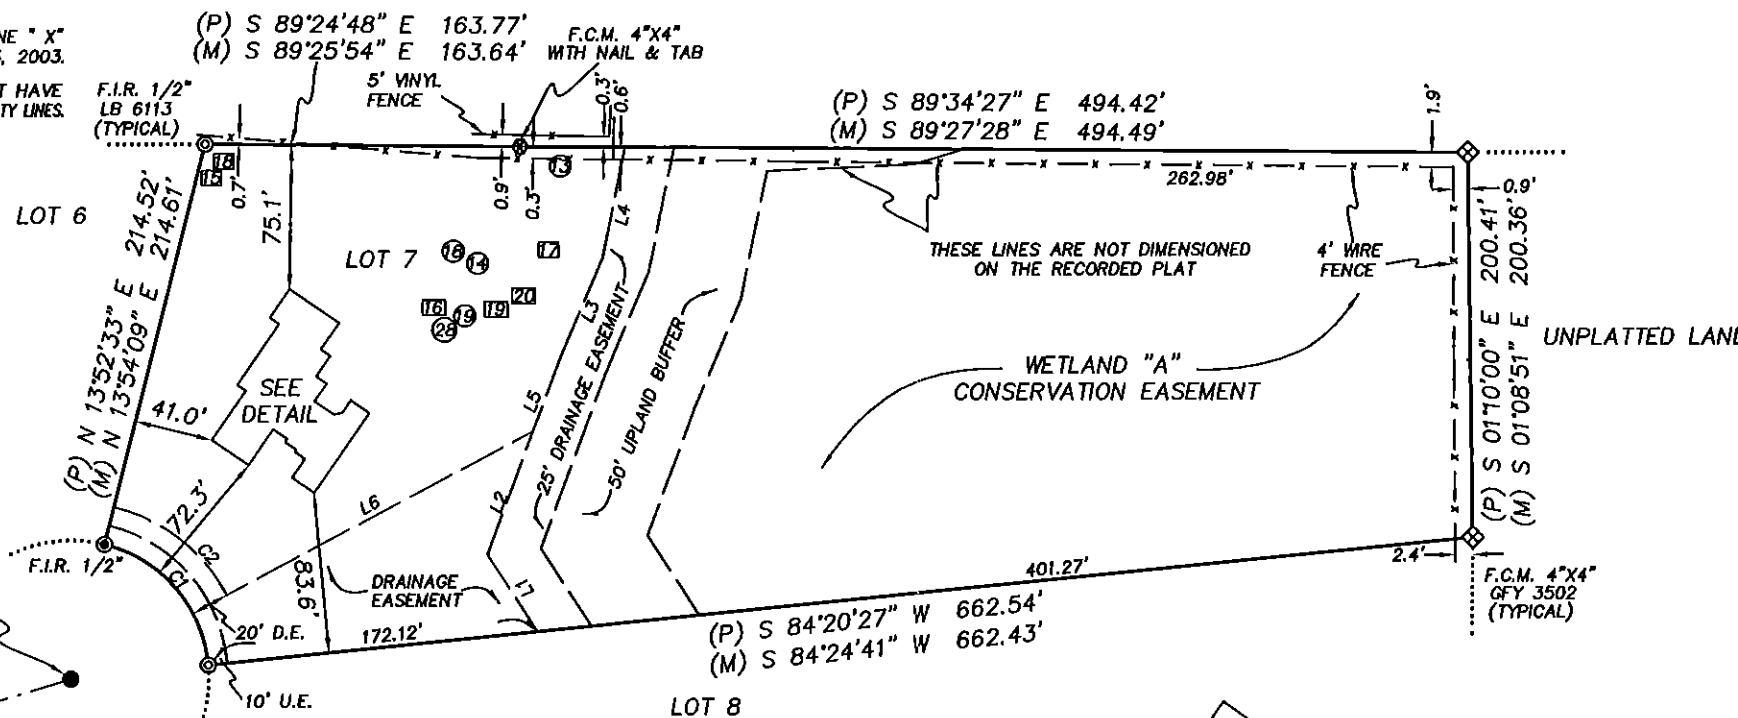 NE " X"
, 2003.
T HAVE
TY LINES.
(P) S 89°24'48" E 163.77'
(M) S 89°25'54" E 163.64'
F.C.M. 4"X4"
WITH NAIL & TAB
5' VINYL
FENCE
0.3'
0.6'
F.I.R. 1/2"
LB 6113
(TYPICAL)
(P) S 89°34'27" E 494.42'
(M) S 89°27'28" E 494.49'
1.9'
18
15
0.7'
0.9'
0.3'
13
262.98'
0.9'
LOT 6
(P) N 13°52'33" E 214.52'
(M) N 13°54'09" E 214.61'
75.1'
LOT 7
18
14
17
16
19
19
20
28
L4
L3
L5
L2
L6
L7
25' DRAINAGE EASEMENT
50' UPLAND BUFFER
THESE LINES ARE NOT DIMENSIONED
ON THE RECORDED PLAT
4' WIRE
FENCE
(P) S 01°10'00" E 200.41'
(M) S 01°08'51" E 200.36'
UNPLATTED LAND
WETLAND "A"
CONSERVATION EASEMENT
SEE
DETAIL
41.0'
72.3'
C2
C1
F.I.R. 1/2"
83.6'
DRAINAGE
EASEMENT
20' D.E.
172.12'
10' U.E.
401.27'
2.4'
F.C.M. 4"X4"
GFY 3502
(TYPICAL)
(P) S 84°20'27" W 662.54'
(M) S 84°24'41" W 662.43'
LOT 8